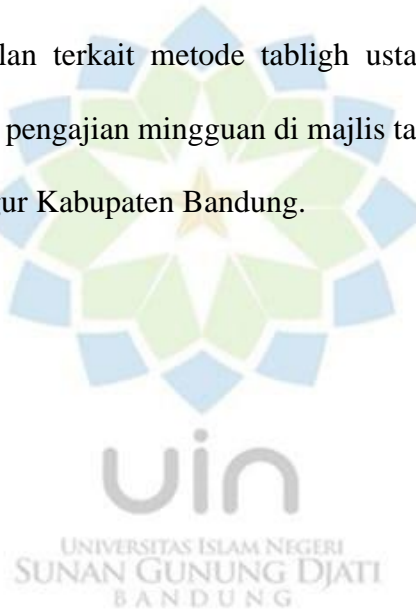 lan terkait metode tabligh usta
pengajian mingguan di majlis ta
gur Kabupaten Bandung.
uin
UNIVERSITAS ISLAM NEGERI
SUNAN GUNUNG DJATI
BANDUNG